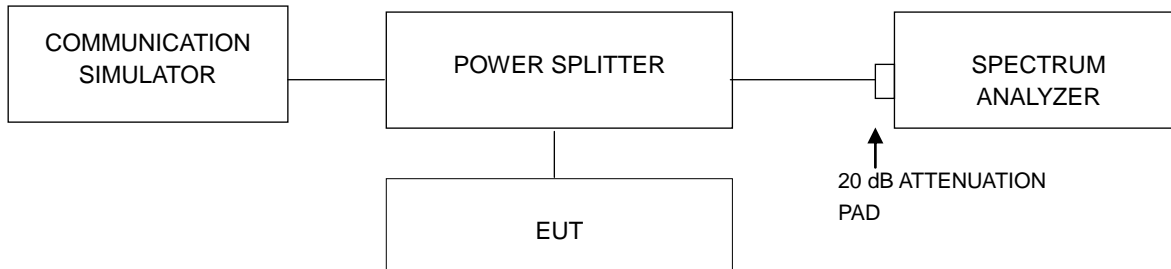 COMMUNICATION
SIMULATOR
POWER SPLITTER
SPECTRUM
ANALYZER
20 dB ATTENUATION
PAD
EUT